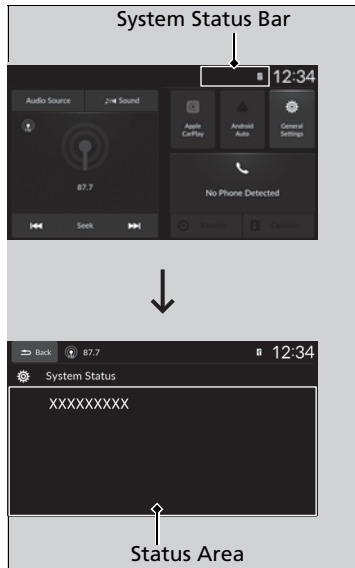 System Status Bar
12:34
Audio Source
Sound
Apple CarPlay
Android Auto
General Settings
87.7
No Phone Detected
Seek
Back
87.7
12:34
System Status
XXXXXXXXX
Status Area